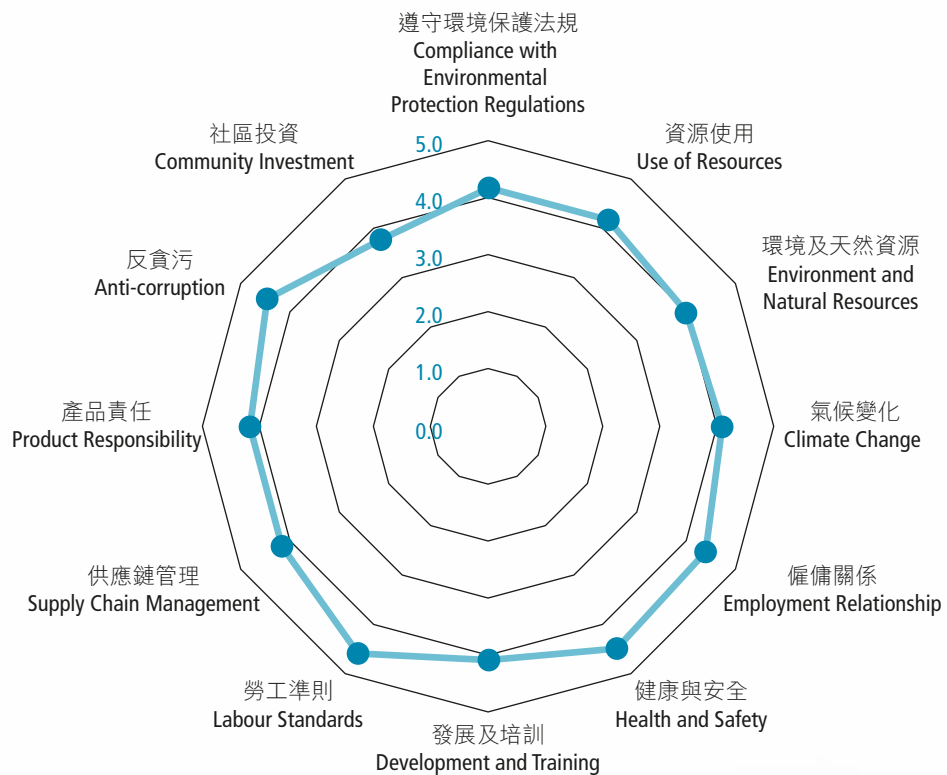 遵守環境保護法規
Compliance with
Environmental
Protection Regulations
資源使用
Use of Resources
環境及天然資源
Environment and
Natural Resources
氣候變化
Climate Change
僱傭關係
Employment Relationship
健康與安全
Health and Safety
發展及培訓
Development and Training
勞工準則
Labour Standards
供應鏈管理
Supply Chain Management
產品責任
Product Responsibility
反貪污
Anti-corruption
社區投資
Community Investment
5.0
4.0
3.0
2.0
1.0
0.0